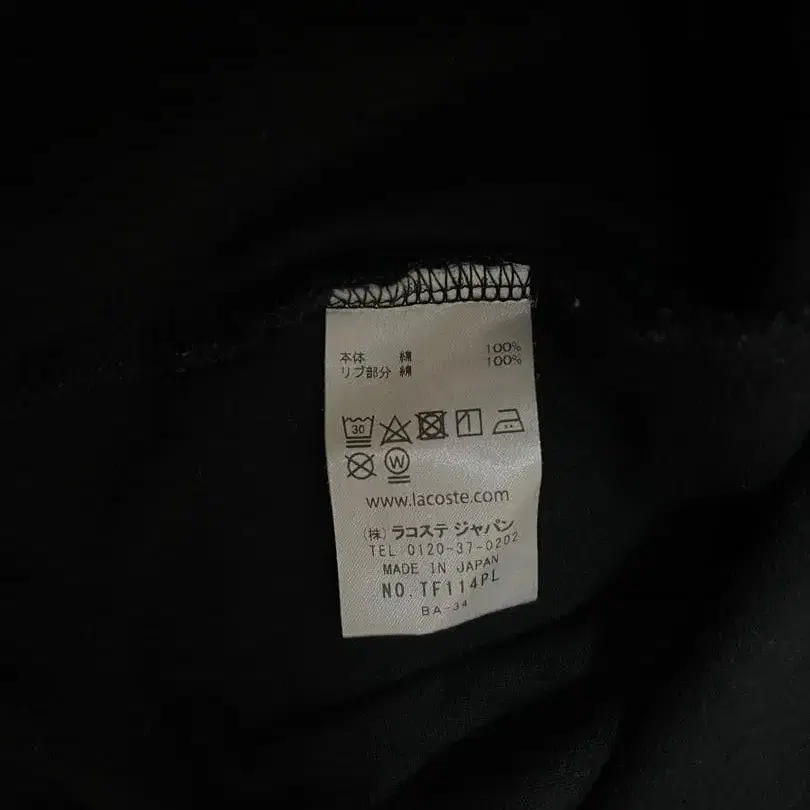 本体 綿 100%
リブ部分 綿 100%
30
W
www.lacoste.com
(株) ラコステ ジャパン
TEL 0120-37-0202
MADE IN JAPAN
NO. TF114PL
BA-34